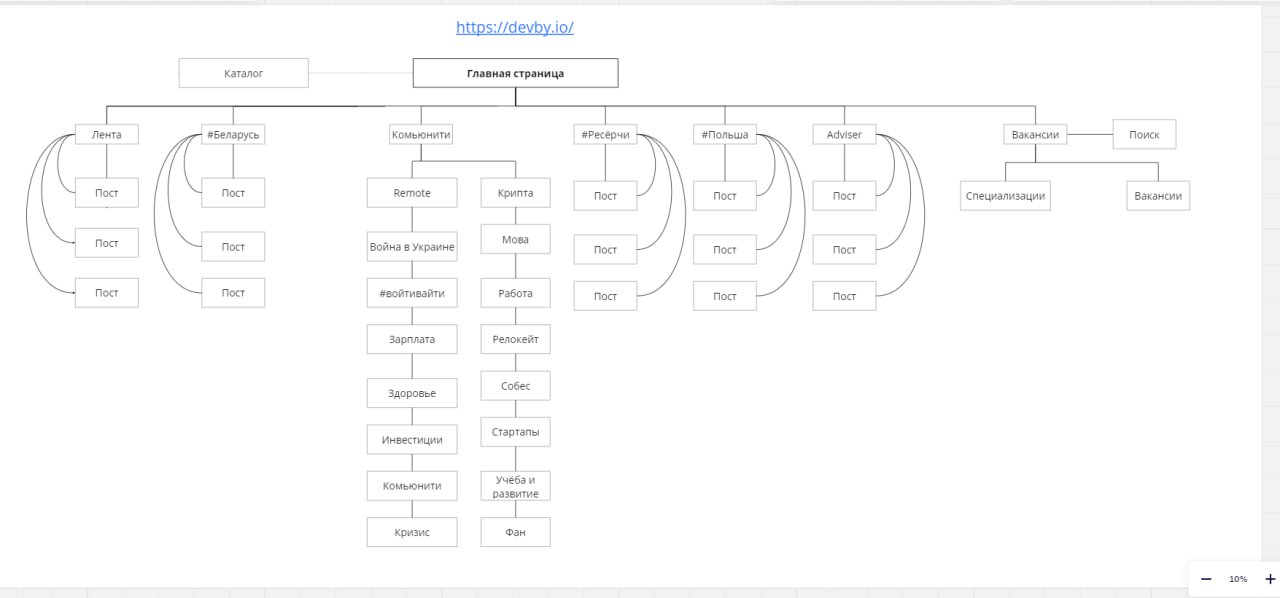 https://devby.io/
Каталог
Главная страница
Лента
#Беларусь
Комьюнити
#Ресёрчи
#Польша
Adviser
Вакансии
Поиск
Пост
Пост
Remote
Крипта
Пост
Пост
Пост
Специализации
Вакансии
Пост
Пост
Война в Украине
Мова
Пост
Пост
Пост
Пост
Пост
#войтивайти
Работа
Пост
Пост
Пост
Зарплата
Релокейт
Здоровье
Собес
Инвестиции
Стартапы
Комьюнити
Учёба и
развитие
Кризис
Фан
10%